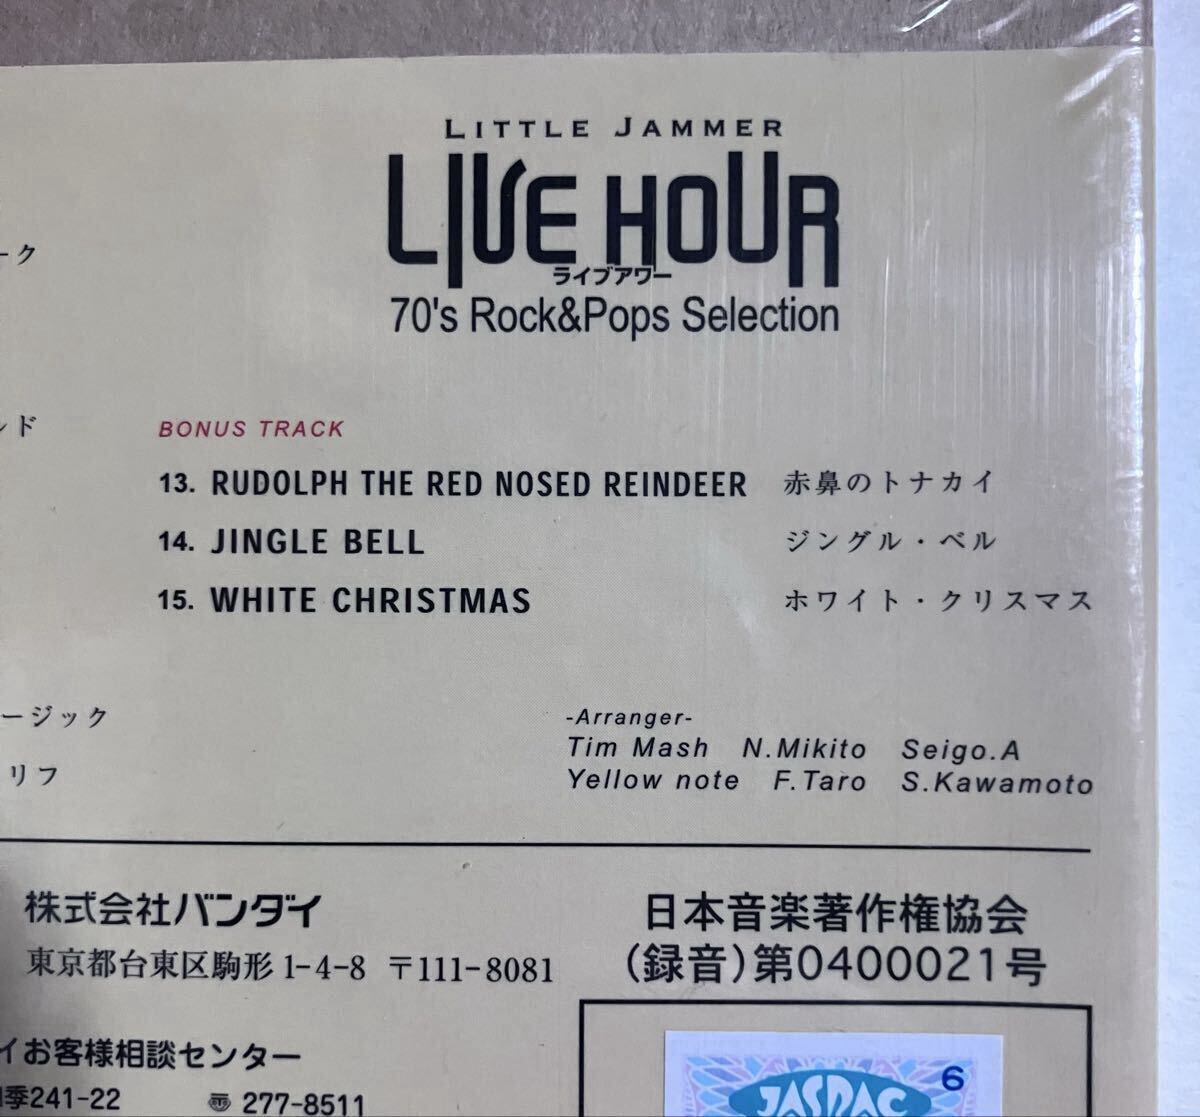 LITTLE JAMMER
LIVE HOUR
ライブアワー
70's Rock&Pops Selection
ーク
ルド
BONUS TRACK
13. RUDOLPH THE RED NOSED REINDEER 赤鼻のトナカイ
14. JINGLE BELL ジングル・ベル
15. WHITE CHRISTMAS ホワイト・クリスマス
ージック
リフ
-Arranger-
Tim Mash N.Mikito Seigo.A
Yellow note F.Taro S.Kawamoto
株式会社バンダイ
東京都台東区駒形1-4-8 〒111-8081
日本音楽著作権協会
(録音)第0400021号
イお客様相談センター
季241-22 〠 277-8511
6
JASRAC